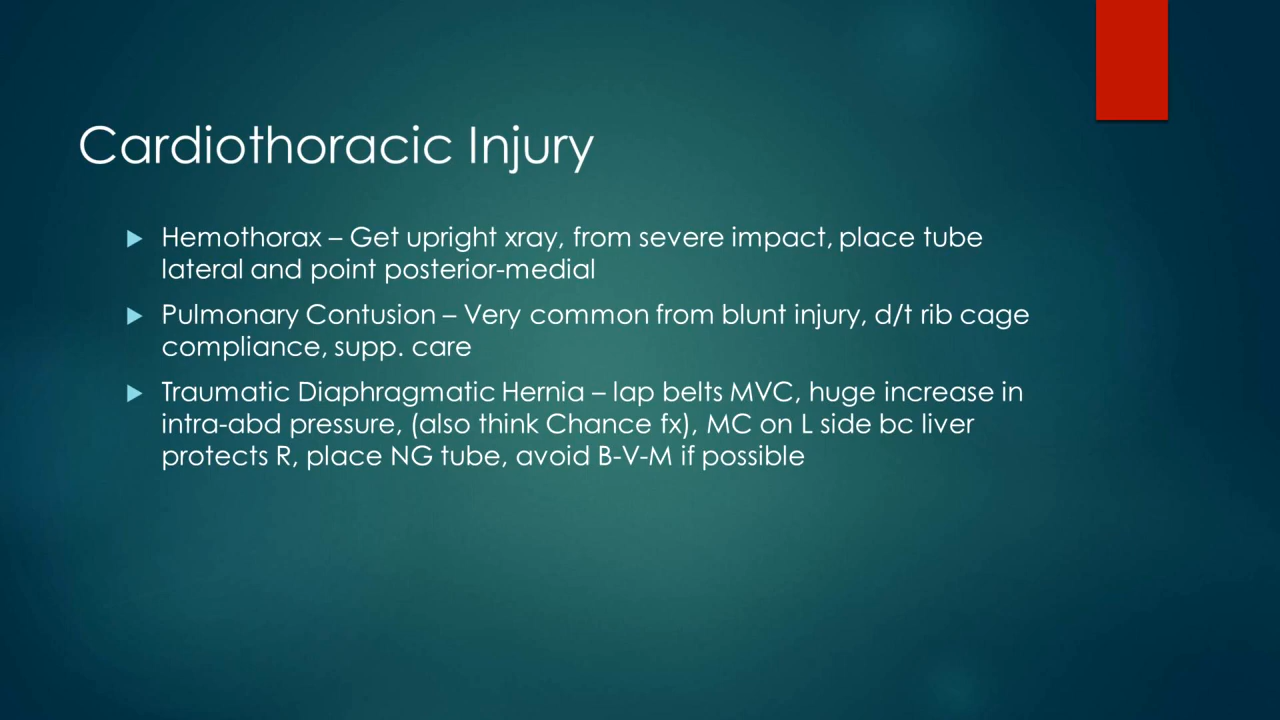 Cardiothoracic Injury
Hemothorax – Get upright xray, from severe impact, place tube
lateral and point posterior-medial
Pulmonary Contusion – Very common from blunt injury, d/t rib cage
compliance, supp. care
Traumatic Diaphragmatic Hernia – lap belts MVC, huge increase in
intra-abd pressure, (also think Chance fx), MC on L side bc liver
protects R, place NG tube, avoid B-V-M if possible